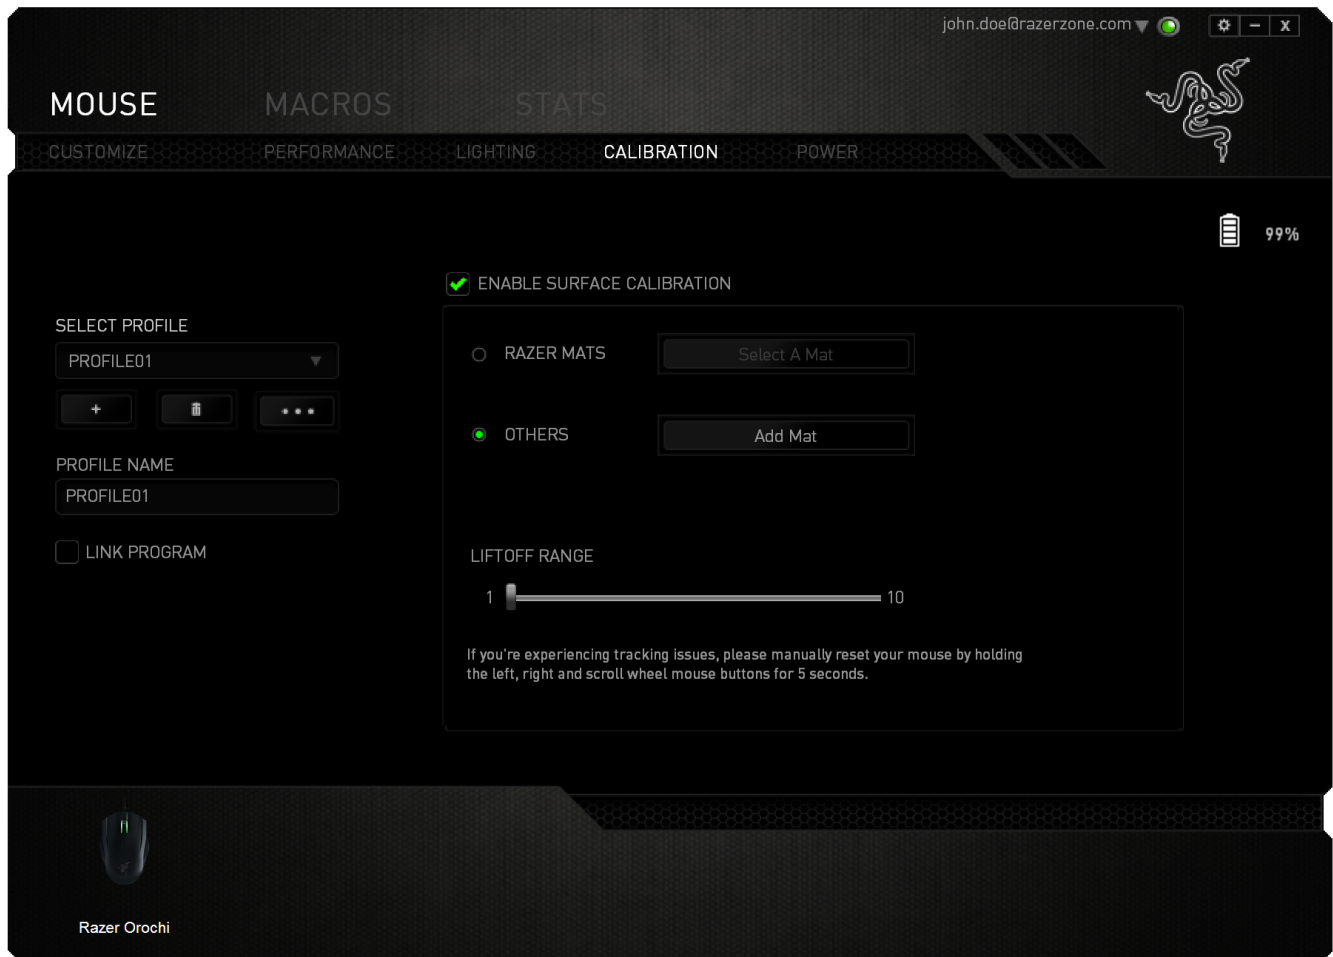 john.doe@razerzone.com
MOUSE MACROS STATS
CUSTOMIZE PERFORMANCE LIGHTING CALIBRATION POWER
99%
ENABLE SURFACE CALIBRATION
SELECT PROFILE
PROFILE01
RAZER MATS Select A Mat
OTHERS Add Mat
PROFILE NAME
PROFILE01
LINK PROGRAM
LIFTOFF RANGE
1 10
If you're experiencing tracking issues, please manually reset your mouse by holding
the left, right and scroll wheel mouse buttons for 5 seconds.
Razer Orochi